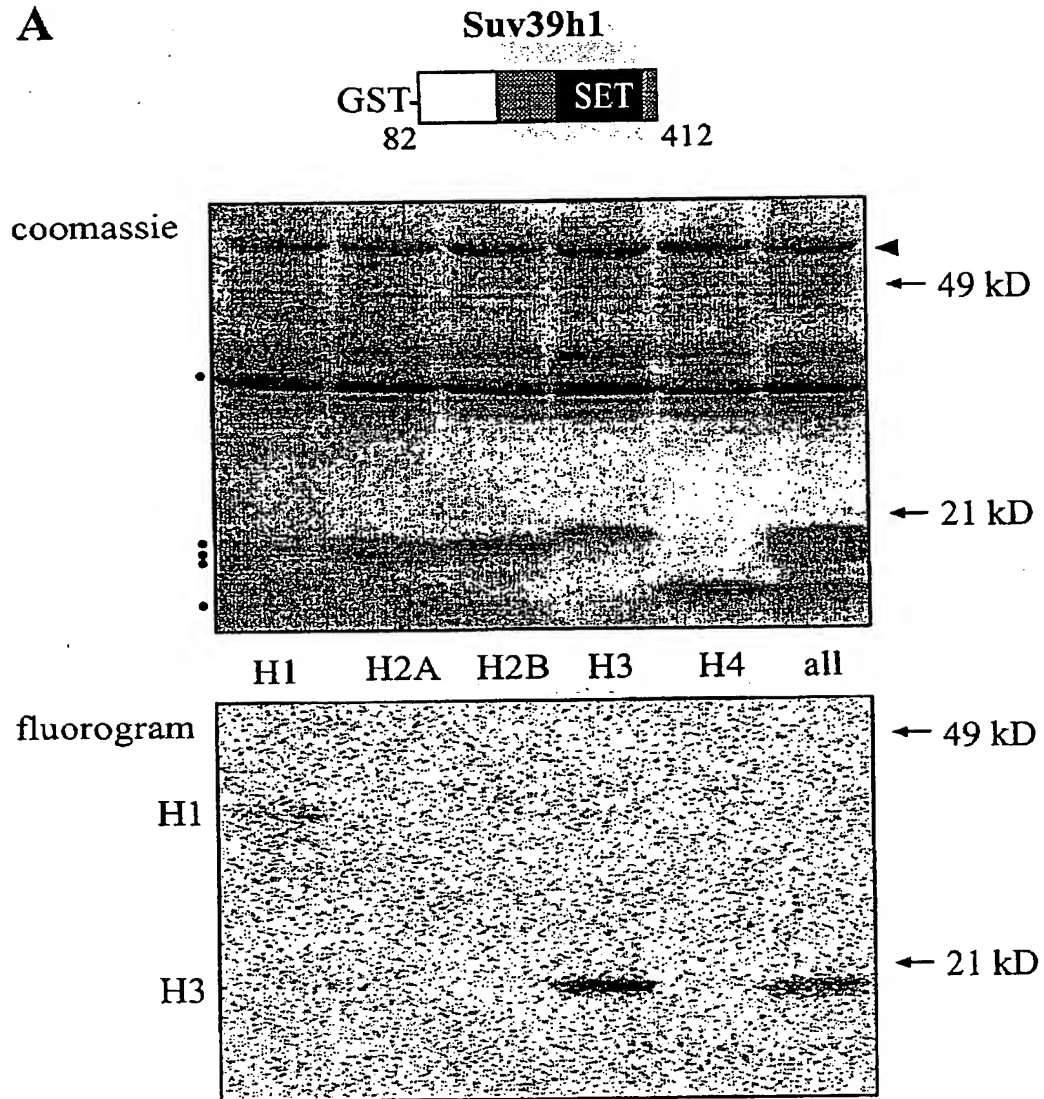 A
Suv39h1
GST- SET
82 412
coomassie
49 kD
21 kD
H1 H2A H2B H3 H4 all
fluorogram
49 kD
H1
21 kD
H3